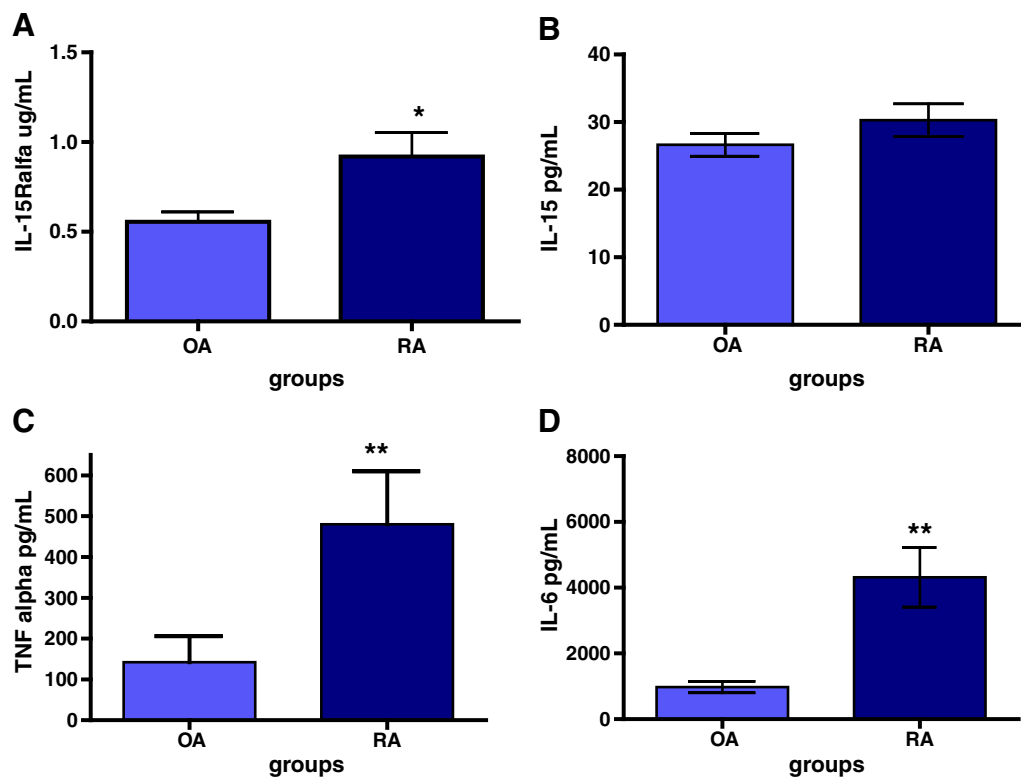 A
IL-15Ralfa ug/mL
1.5
1.0
0.5
0.0
*
OA
RA
groups
B
IL-15 pg/mL
40
30
20
10
0
OA
RA
groups
C
TNF alpha pg/mL
600
500
400
300
200
100
0
**
OA
RA
groups
D
IL-6 pg/mL
8000
6000
4000
2000
0
**
OA
RA
groups